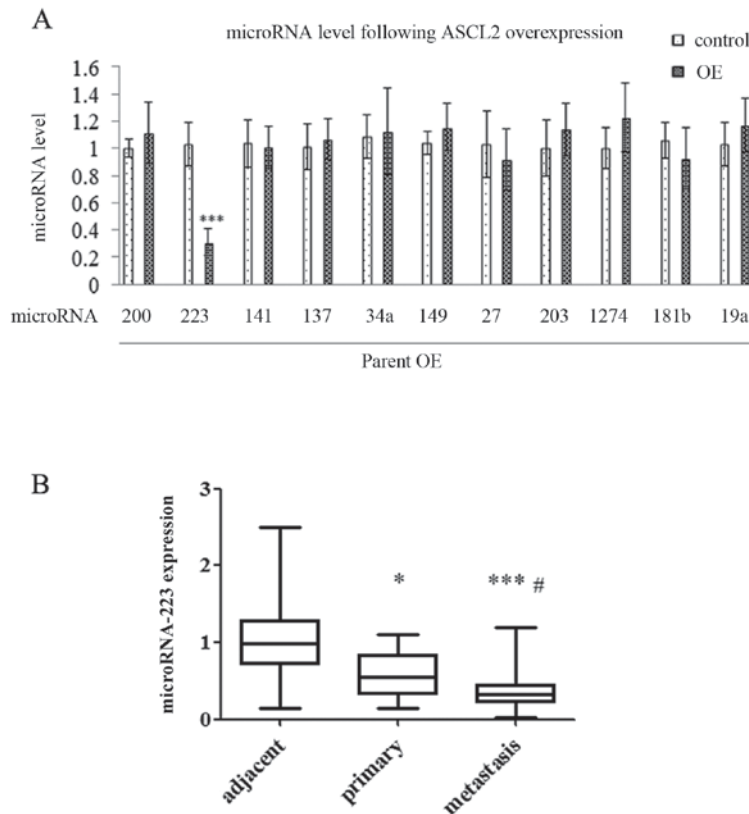 A
microRNA level following ASCL2 overexpression
control
OE
microRNA level
1.6
1.4
1.2
1
0.8
0.6
0.4
0.2
0
***
microRNA 200 223 141 137 34a 149 27 203 1274 181b 19a
Parent OE
B
microRNA-223 expression
3
2
1
0
*
*** #
adjacent
primary
metastasis